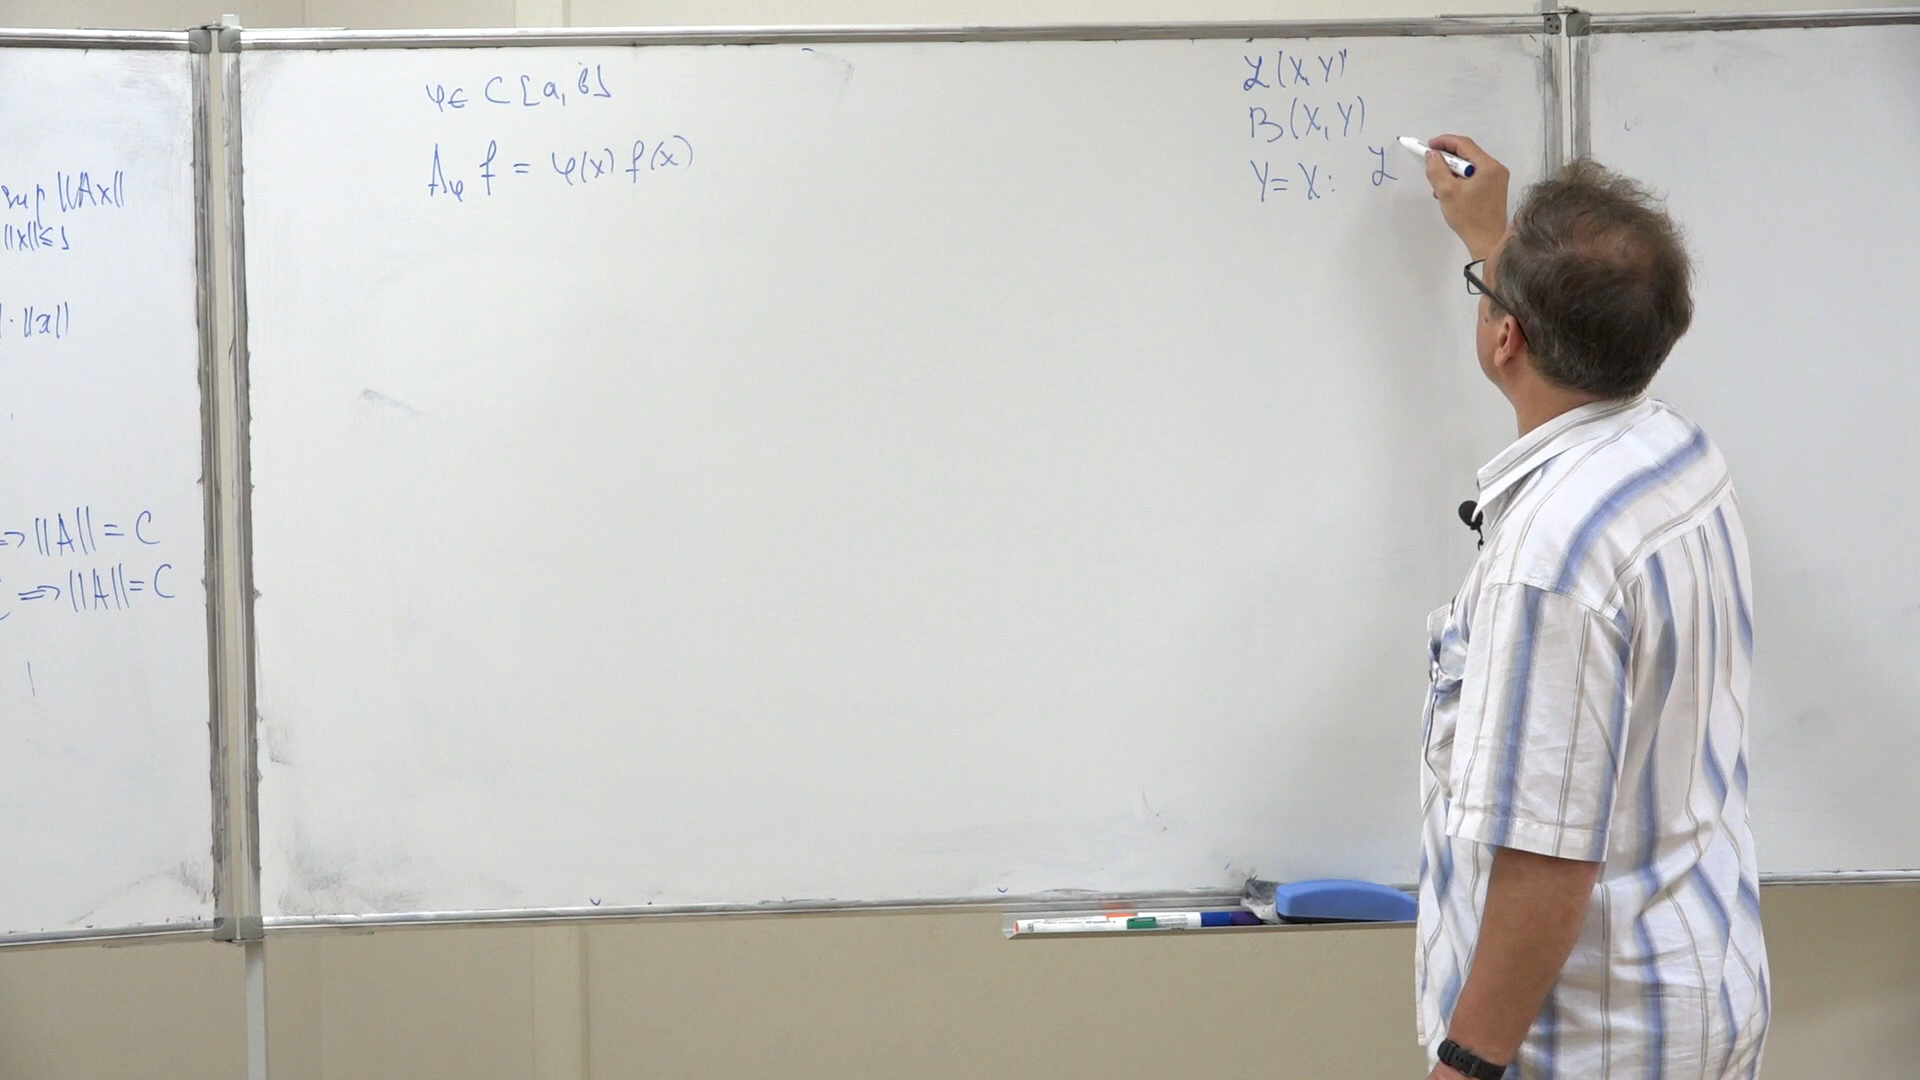 sup ||Ax||
||x||≤1
| · ||x||
=> ||A|| = C
=> ||A|| = C
φ ∈ C[a, b]
A_φ f = φ(x) f(x)
ℒ(X, Y)
B(X, Y)
Y = X: ℒ